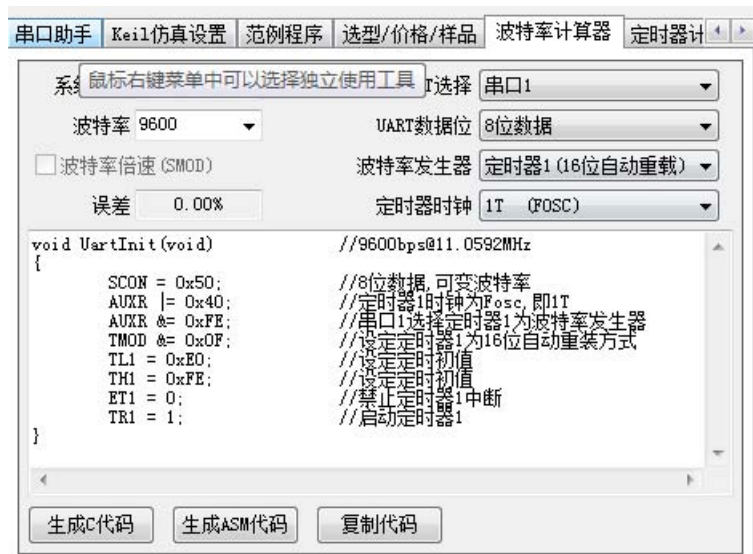 串口助手 Keil仿真设置 范例程序 选型/价格/样品 波特率计算器 定时器计
鼠标右键菜单中可以选择独立使用工具
选择 串口1
波特率 9600 UART数据位 8位数据
波特率倍速(SMOD) 波特率发生器 定时器1(16位自动重载)
误差 0.00% 定时器时钟 1T (FOSC)
void UartInit(void) //9600bps@11.0592MHz
{
SCON = 0x50; //8位数据,可变波特率
AUXR |= 0x40; //定时器1时钟为Fosc,即1T
AUXR &= 0xFE; //串口1选择定时器1为波特率发生器
TMOD &= 0x0F; //设定定时器1为16位自动重装方式
TL1 = 0xE0; //设定定时初值
TH1 = 0xFE; //设定定时初值
ET1 = 0; //禁止定时器1中断
TR1 = 1; //启动定时器1
}
生成C代码 生成ASM代码 复制代码